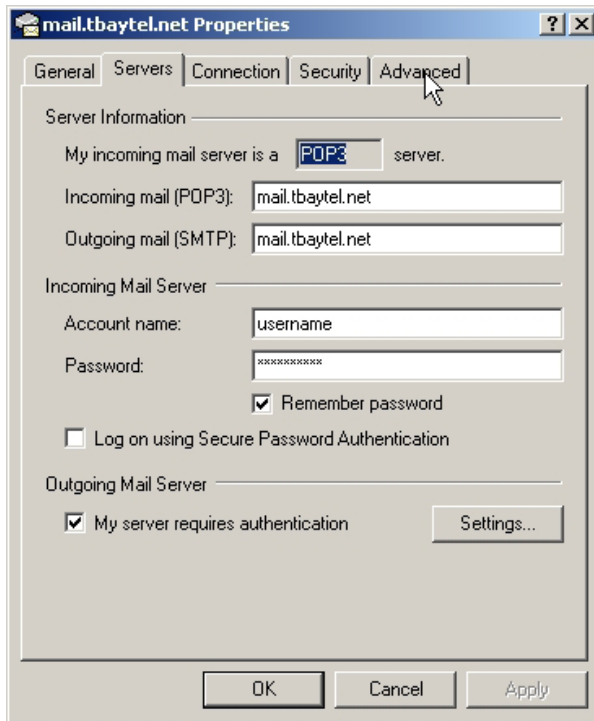 mail.tbaytel.net Properties
General Servers Connection Security Advanced
Server Information
My incoming mail server is a POP3 server.
Incoming mail (POP3): mail.tbaytel.net
Outgoing mail (SMTP): mail.tbaytel.net
Incoming Mail Server
Account name: username
Password: **********
Remember password
Log on using Secure Password Authentication
Outgoing Mail Server
My server requires authentication Settings...
OK Cancel Apply